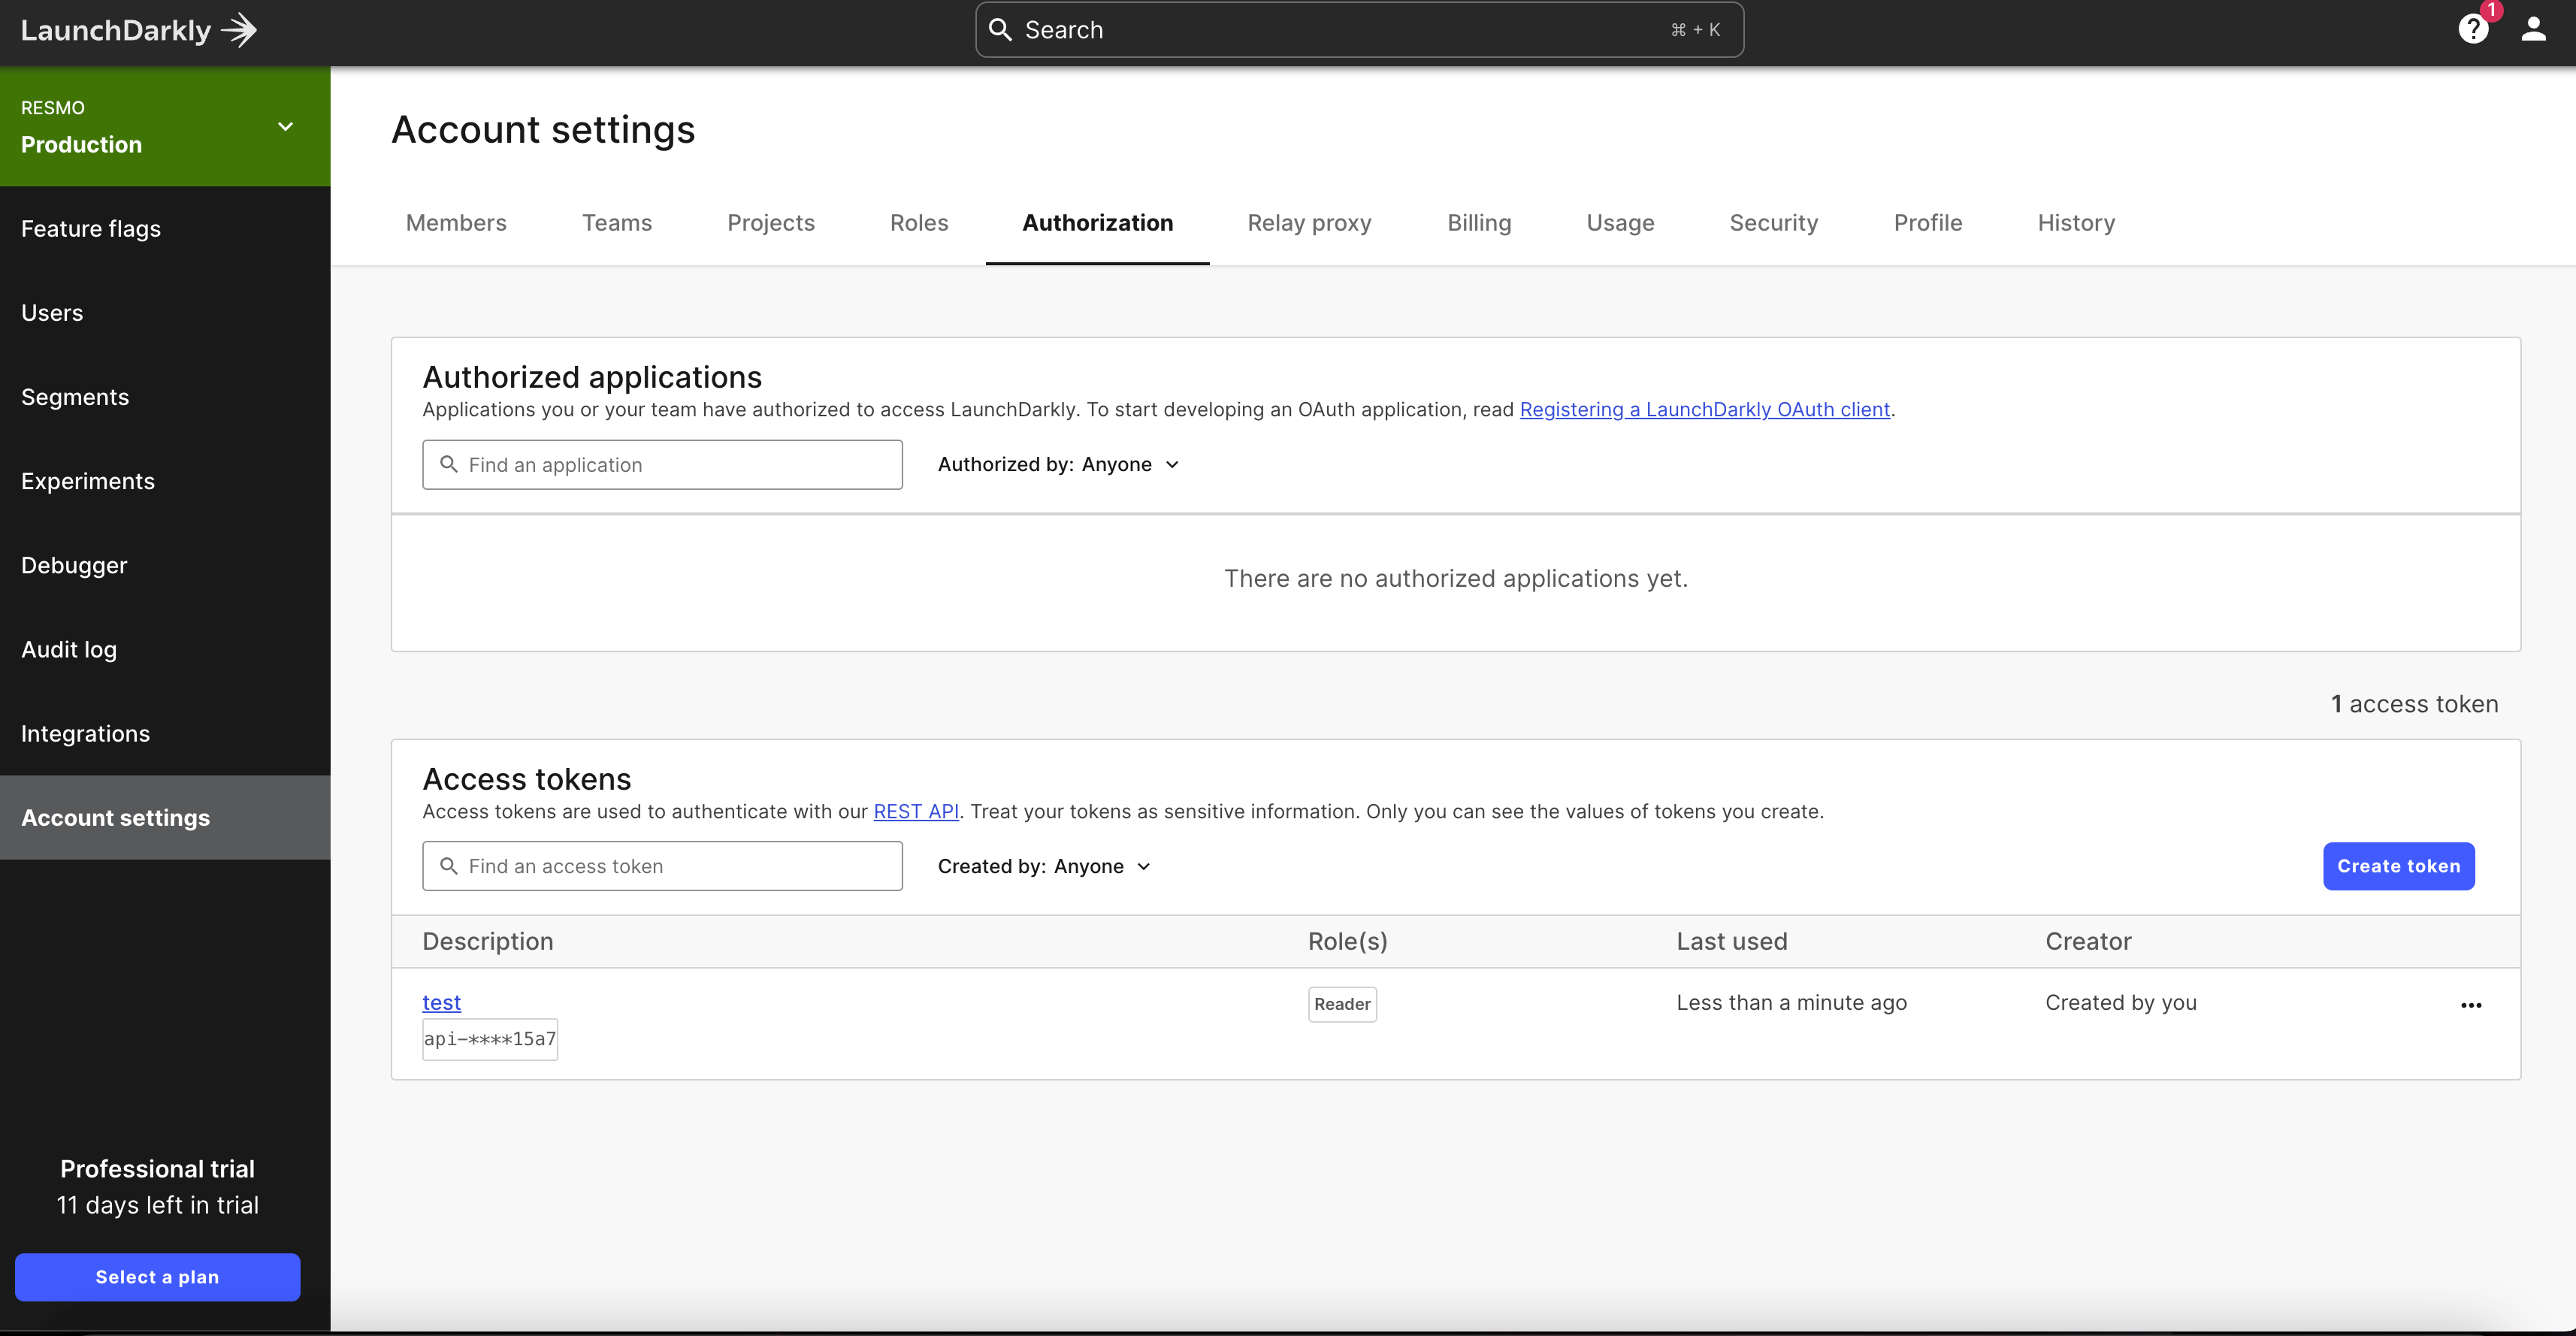 LaunchDarkly
Search
⌘ + K
?
1
RESMO
Production
Feature flags
Users
Segments
Experiments
Debugger
Audit log
Integrations
Account settings
Professional trial
11 days left in trial
Select a plan
Account settings
Members Teams Projects Roles Authorization Relay proxy Billing Usage Security Profile History
Authorized applications
Applications you or your team have authorized to access LaunchDarkly. To start developing an OAuth application, read Registering a LaunchDarkly OAuth client.
Find an application
Authorized by: Anyone
There are no authorized applications yet.
1 access token
Access tokens
Access tokens are used to authenticate with our REST API. Treat your tokens as sensitive information. Only you can see the values of tokens you create.
Find an access token
Created by: Anyone
Create token
Description Role(s) Last used Creator
test Reader Less than a minute ago Created by you
api-****15a7